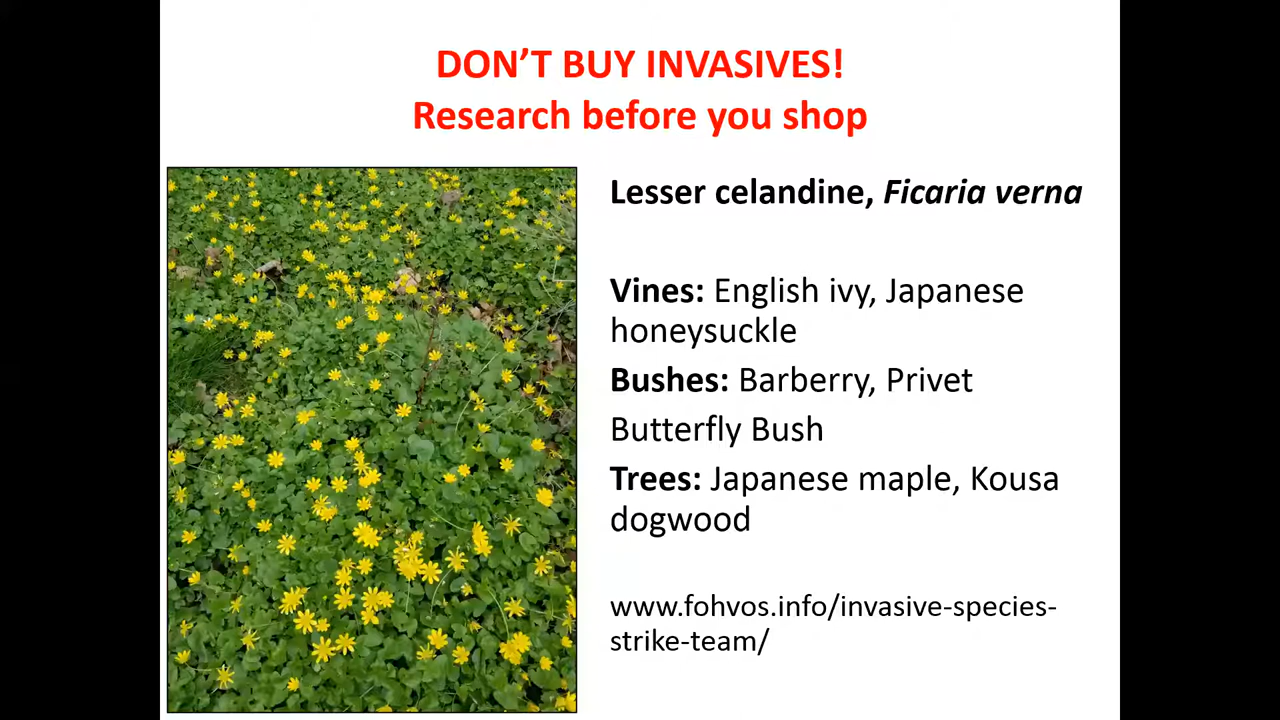 DON’T BUY INVASIVES!
Research before you shop
Lesser celandine, Ficaria verna
Vines: English ivy, Japanese
honeysuckle
Bushes: Barberry, Privet
Butterfly Bush
Trees: Japanese maple, Kousa
dogwood
www.fohvos.info/invasive-species-
strike-team/